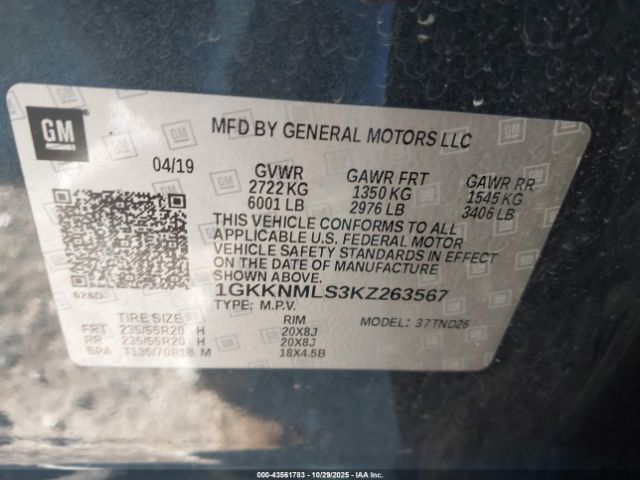 GM
MFD BY GENERAL MOTORS LLC
04/19 GVWR GAWR FRT GAWR RR
2722 KG 1350 KG 1545 KG
6001 LB 2976 LB 3406 LB
THIS VEHICLE CONFORMS TO ALL
APPLICABLE U.S. FEDERAL MOTOR
VEHICLE SAFETY STANDARDS IN EFFECT
ON THE DATE OF MANUFACTURE
SHOWN ABOVE.
1GKKNMLS3KZ263567
626D
TYPE: M.P.V. MODEL: 37TND26
TIRE SIZE RIM
FRT 235/55R20 H 20X8J
RR 235/55R20 H 20X8J
SPA T135/70R18 M 18X4.5B
000-43561783 - 10/29/2025 - IAAI.COM